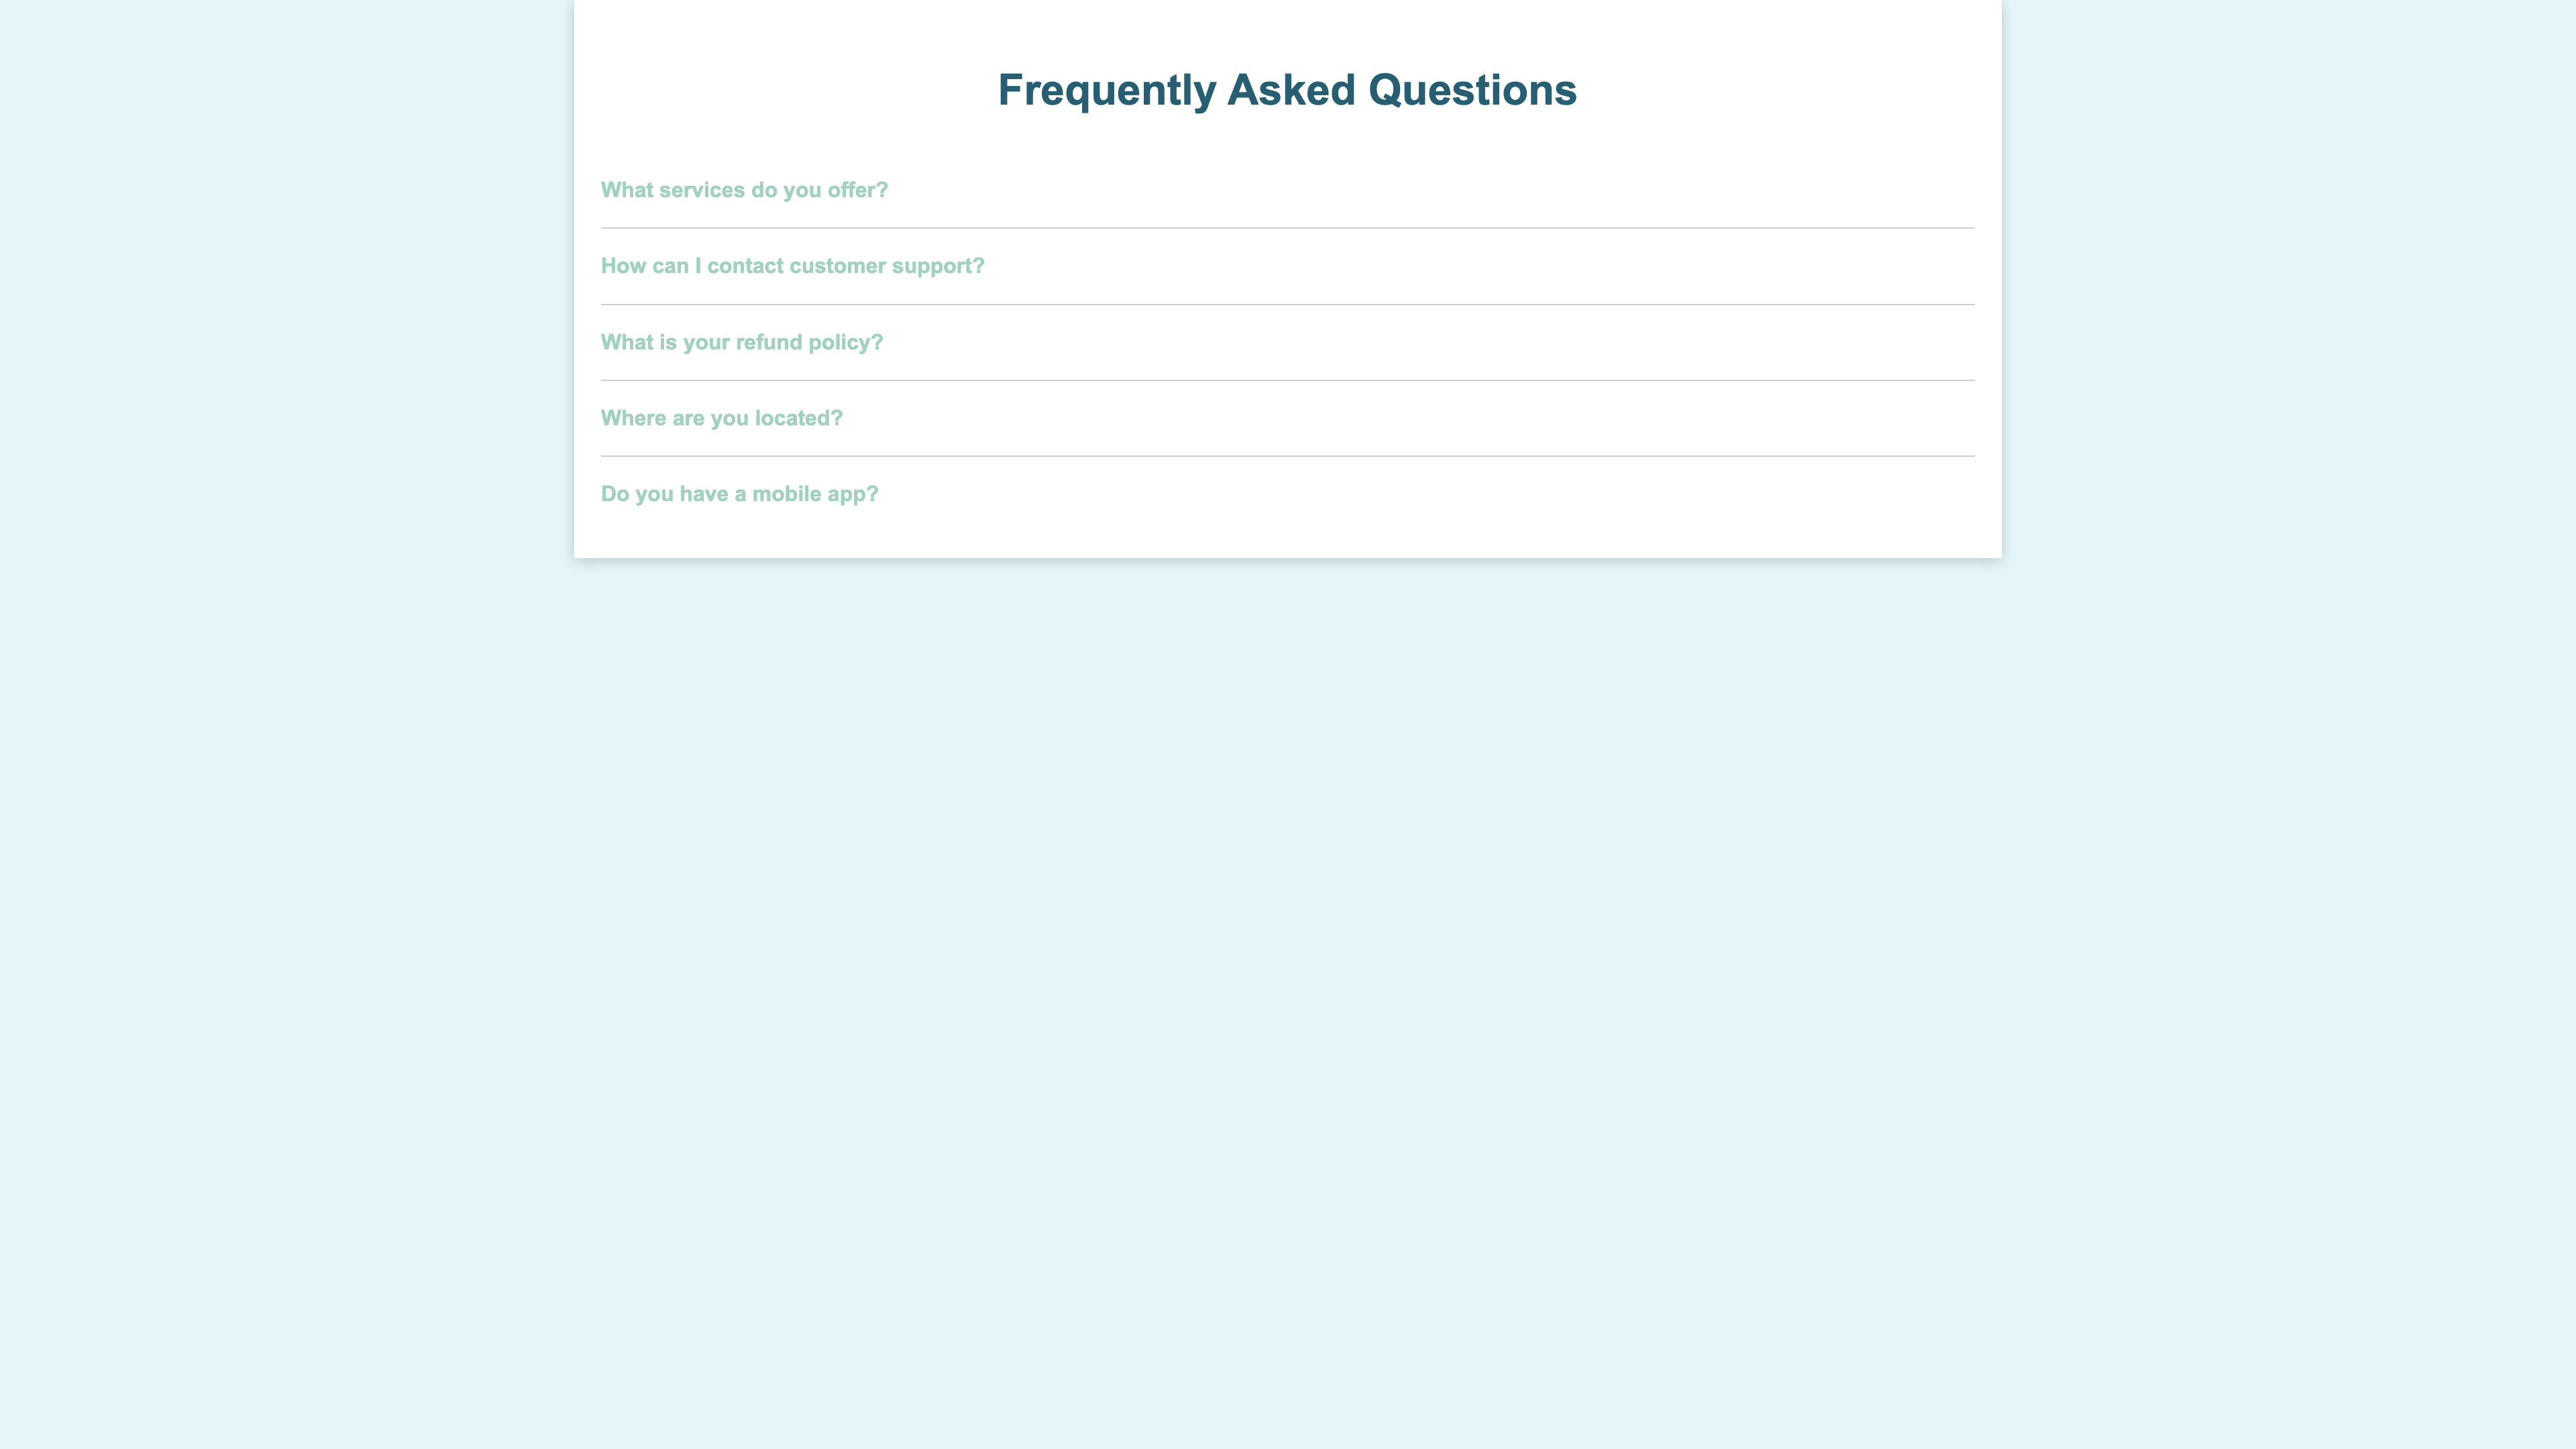 Frequently Asked Questions
What services do you offer?
How can I contact customer support?
What is your refund policy?
Where are you located?
Do you have a mobile app?